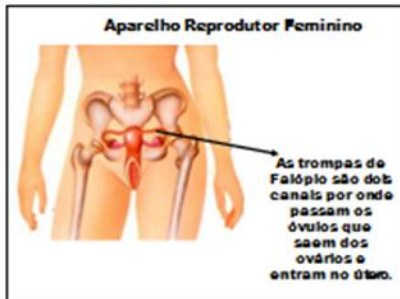 Aparelho Reprodutor Feminino
As trompas de
Falópio são dois
canais por onde
passam os
óvulos que
saem dos
ovários e
entram no útero.